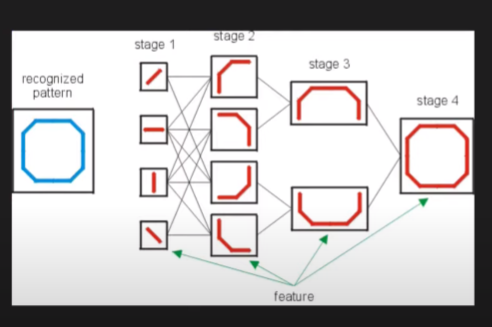 stage 1
stage 2
stage 3
stage 4
recognized
pattern
feature